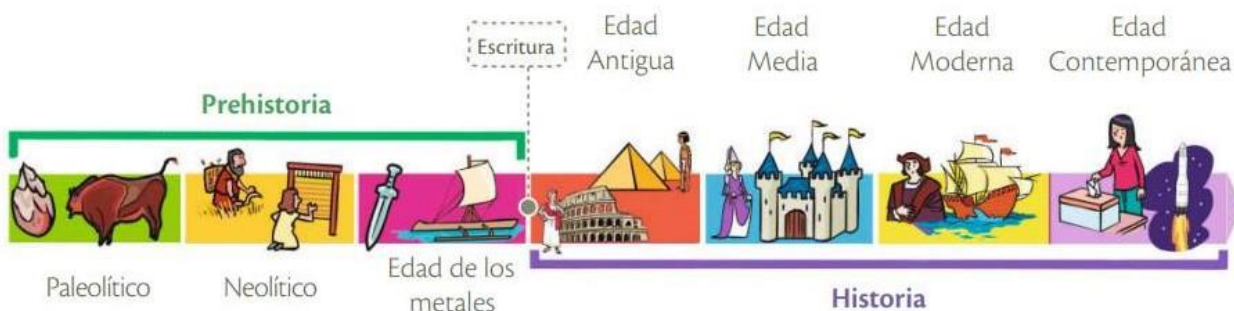 Prehistoria
Escritura
Edad
Antigua
Edad
Media
Edad
Moderna
Edad
Contemporánea
Paleolítico
Neolítico
Edad de los
metales
Historia